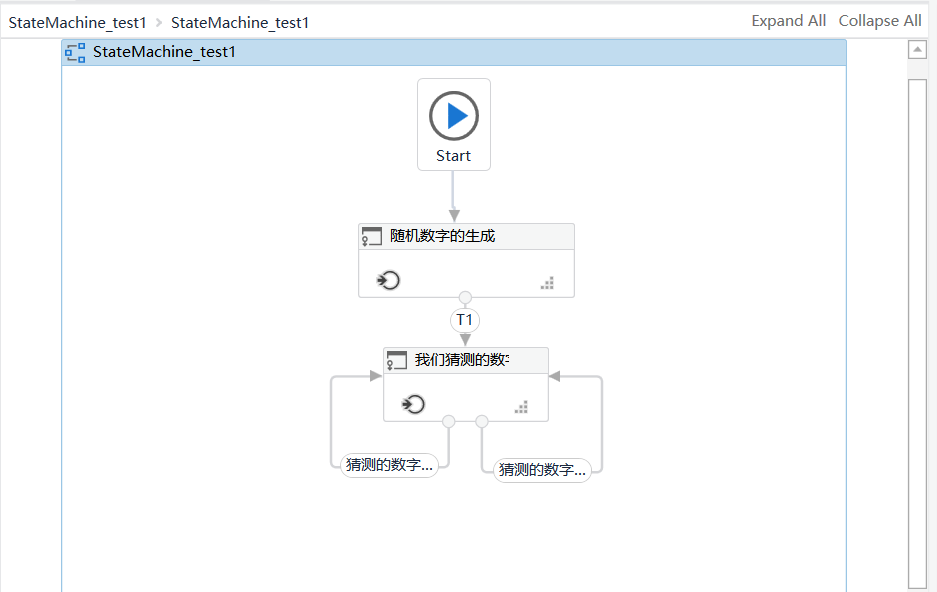 StateMachine_test1 > StateMachine_test1
Expand All Collapse All
StateMachine_test1
Start
随机数字的生成
T1
我们猜测的数
猜测的数字...
猜测的数字...